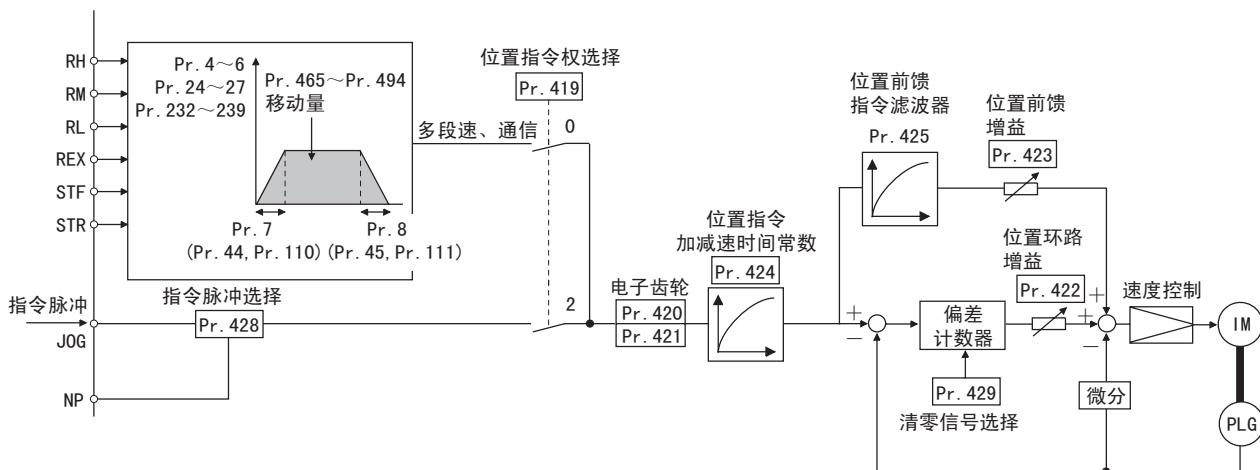 RH
RM
RL
REX
STF
STR
Pr.4～6
Pr.24～27
Pr.232～239
Pr.465～Pr.494
移动量
Pr.7
(Pr.44,Pr.110)
Pr.8
(Pr.45,Pr.111)
多段速、通信
位置指令权选择
Pr.419
0
2
指令脉冲
JOG
指令脉冲选择
Pr.428
NP
电子齿轮
Pr.420
Pr.421
位置指令
加减速时间常数
Pr.424
位置前馈
指令滤波器
Pr.425
位置前馈
增益
Pr.423
位置环路
增益
Pr.422
+
−
偏差
计数器
Pr.429
清零信号选择
+
+
−
速度控制
微分
IM
PLG